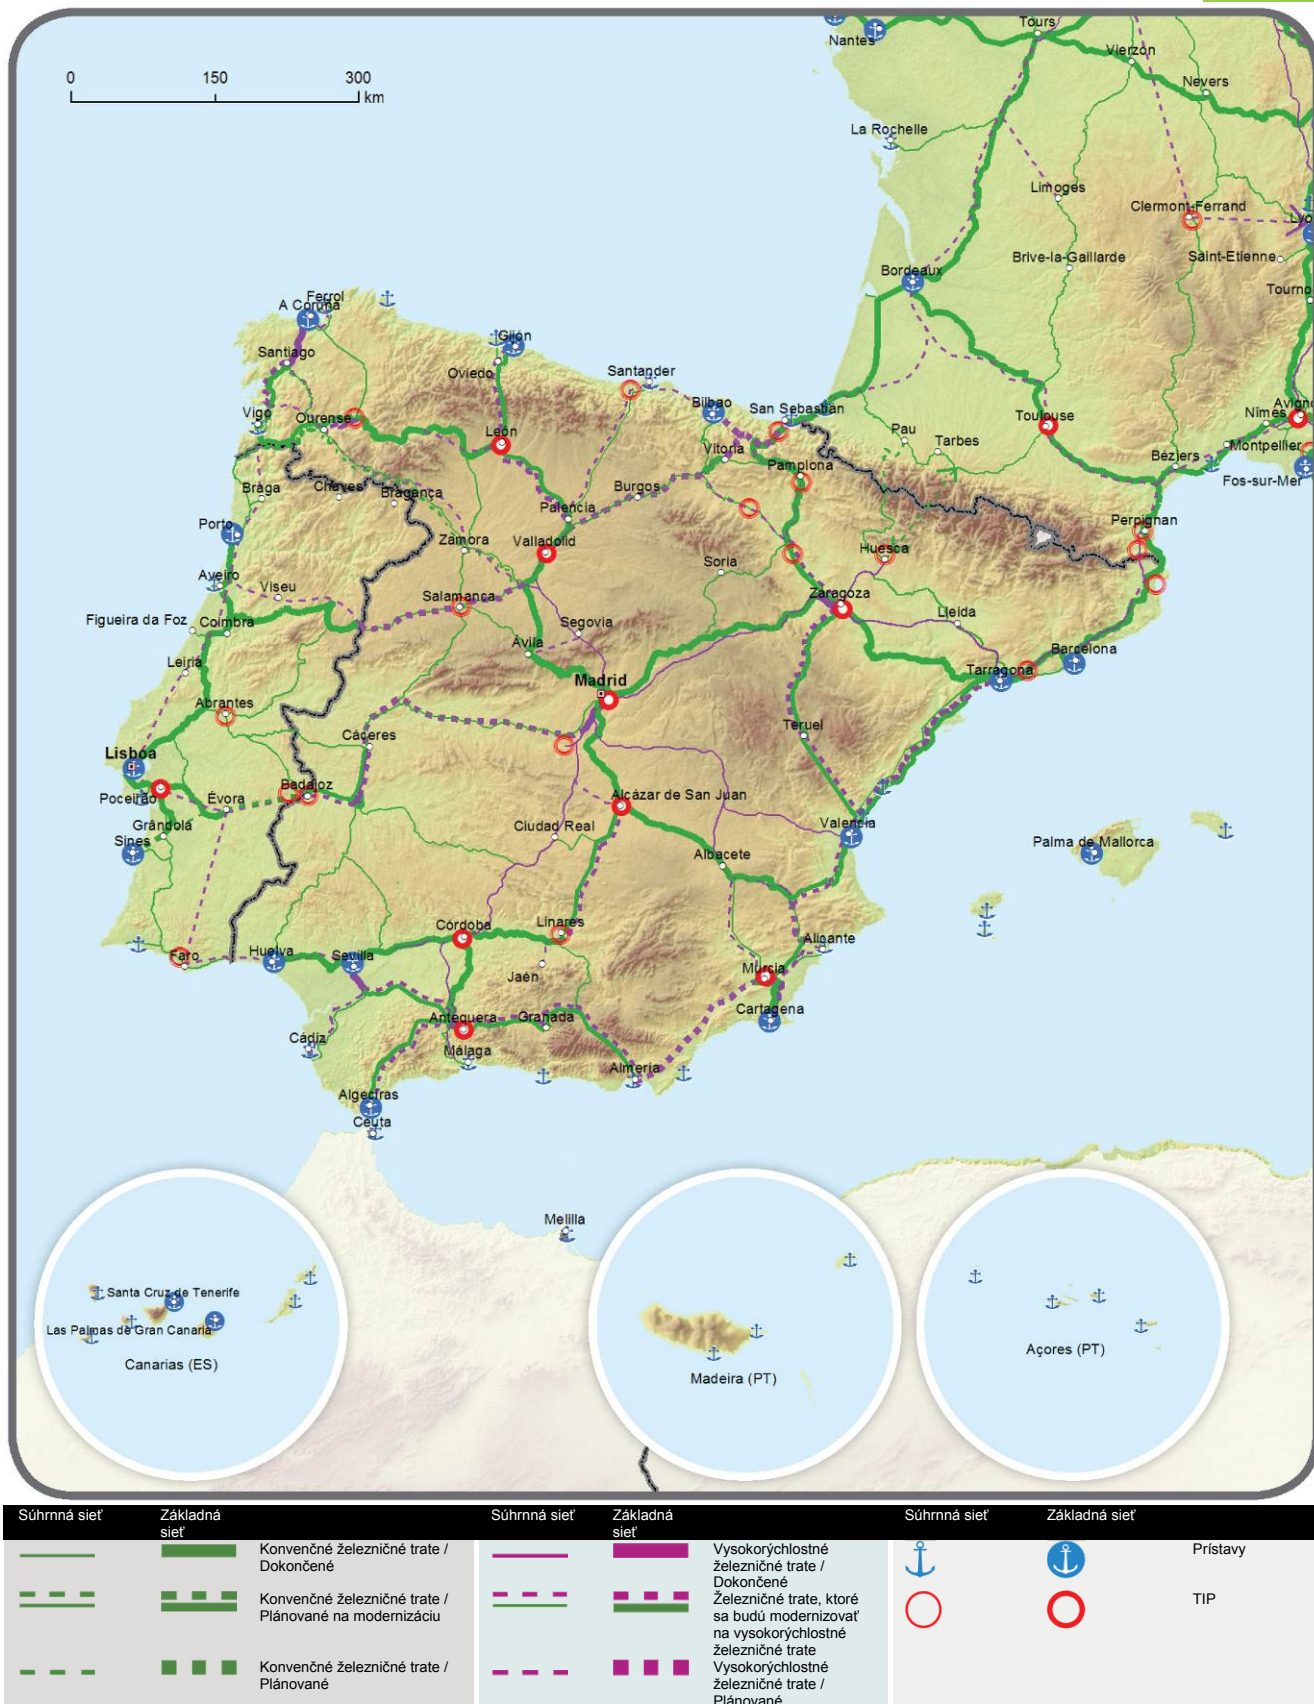 0 150 300
km
Nantes
Tours
Vierzon
Nevers
La Rochelle
Limoges
Clermont-Ferrand
Lyo
Brive-la-Gaillarde
Saint-Etienne
Bordeaux
Tourno
Ferrol
A Coruña
Gijón
Santiago
Oviedo
Santander
Bilbao
San Sebastián
Toulouse
Avigno
Nîmes
Vigo
Ourense
León
Pau
Tarbes
Montpellier
Vitoria
Pamplona
Béziers
Fos-sur-Mer
Braga
Chaves
Bragança
Burgos
Palencia
Perpignan
Porto
Zamora
Valladolid
Soria
Huesca
Aveiro
Viseu
Salamanca
Zaragoza
Lleida
Figueira da Foz
Coimbra
Segovia
Ávila
Barcelona
Leiria
Madrid
Tarragona
Abrantes
Teruel
Cáceres
Lisboa
Badajoz
Poceirão
Évora
Alcázar de San Juan
Grândola
Ciudad Real
Valencia
Sines
Palma de Mallorca
Albacete
Córdoba
Linares
Alicante
Faro
Huelva
Sevilla
Jaén
Murcia
Antequera
Granada
Cartagena
Cádiz
Málaga
Almería
Algeciras
Ceuta
Melilla
Santa Cruz de Tenerife
Las Palmas de Gran Canaria
Canarias (ES)
Madeira (PT)
Açores (PT)
Súhrnná sieť
Základná
sieť
Súhrnná sieť
Základná
sieť
Súhrnná sieť
Základná sieť
Konvenčné železničné trate /
Dokončené
Konvenčné železničné trate /
Plánované na modernizáciu
Konvenčné železničné trate /
Plánované
Vysokorýchlostné
železničné trate /
Dokončené
Železničné trate, ktoré
sa budú modernizovať
na vysokorýchlostné
železničné trate
Vysokorýchlostné
železničné trate /
Plánované
Prístavy
TIP